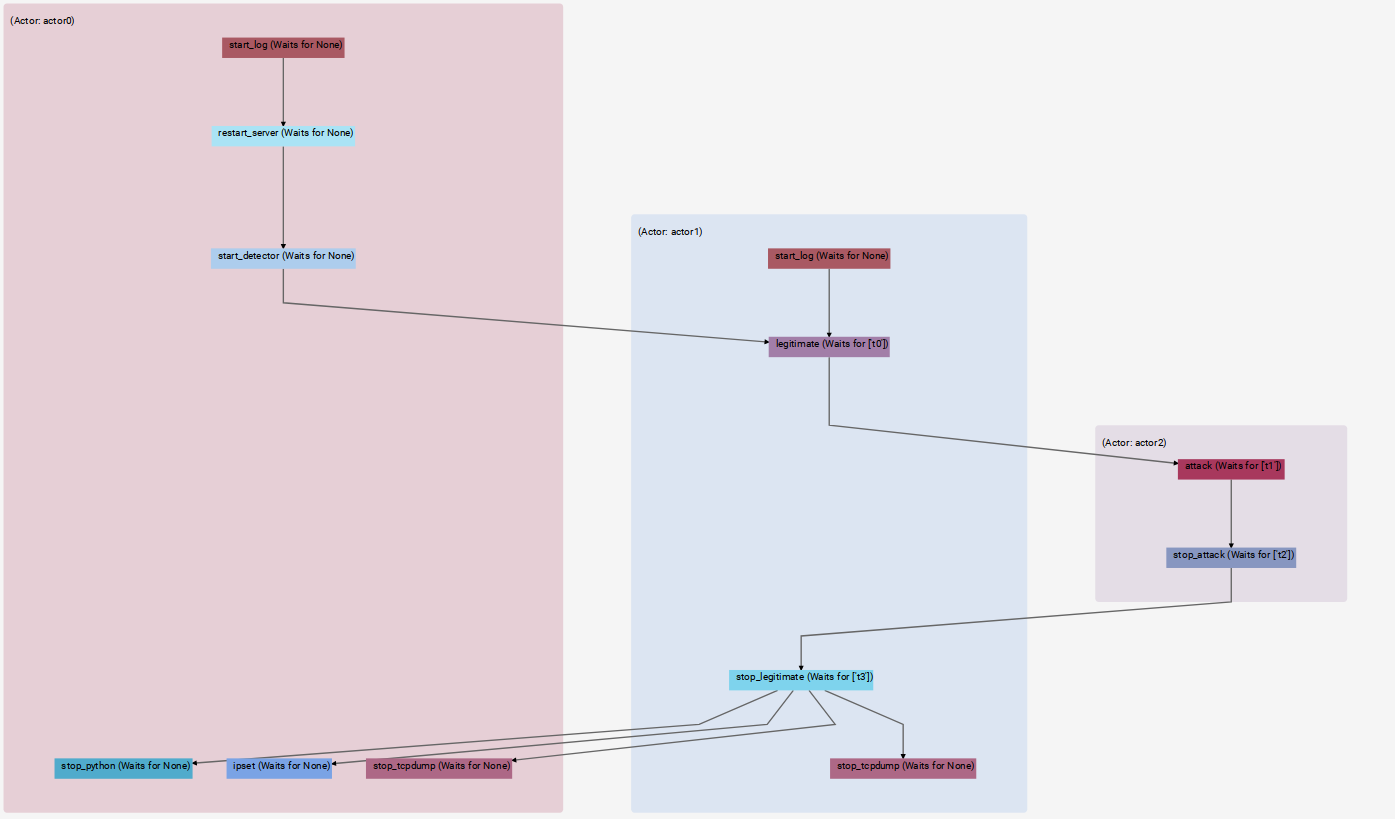 (Actor: actor0)
start_log (Waits for None)
restart_server (Waits for None)
start_detector (Waits for None)
(Actor: actor1)
start_log (Waits for None)
legitimate (Waits for ['t0'])
(Actor: actor2)
attack (Waits for ['t1'])
stop_attack (Waits for ['t2'])
stop_legitimate (Waits for ['t3'])
stop_python (Waits for None)
ipset (Waits for None)
stop_tcpdump (Waits for None)
stop_tcpdump (Waits for None)